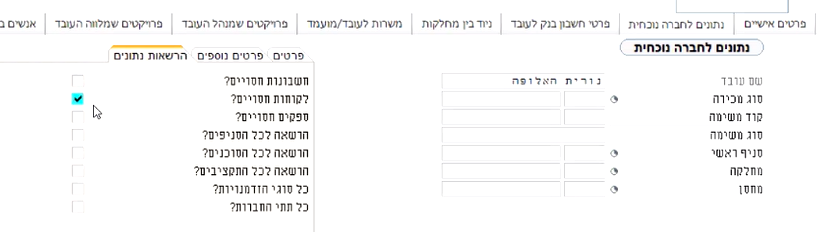 פרטים אישיים נתונים לחברה נוכחית פרטי חשבון בנק לעובד ניוד בין מחלקות משרות לעובד/מועמד פרויקטים שמנהל העובד פרויקטים שמלווה העובד אנשים ב
נתונים לחברה נוכחית
שם עובד נורית האלופה
סוג מכירה
קוד משימה
סוג משימה
סניף ראשי
מחלקה
מחסן
פרטים פרטים נוספים הרשאות נתונים
חשבונות חסויים?
לקוחות חסויים?
ספקים חסויים?
הרשאה לכל הסניפים?
הרשאה לכל הסוכנים?
הרשאה לכל התקציבים?
כל סוגי הזדמנויות?
כל תתי החברות?